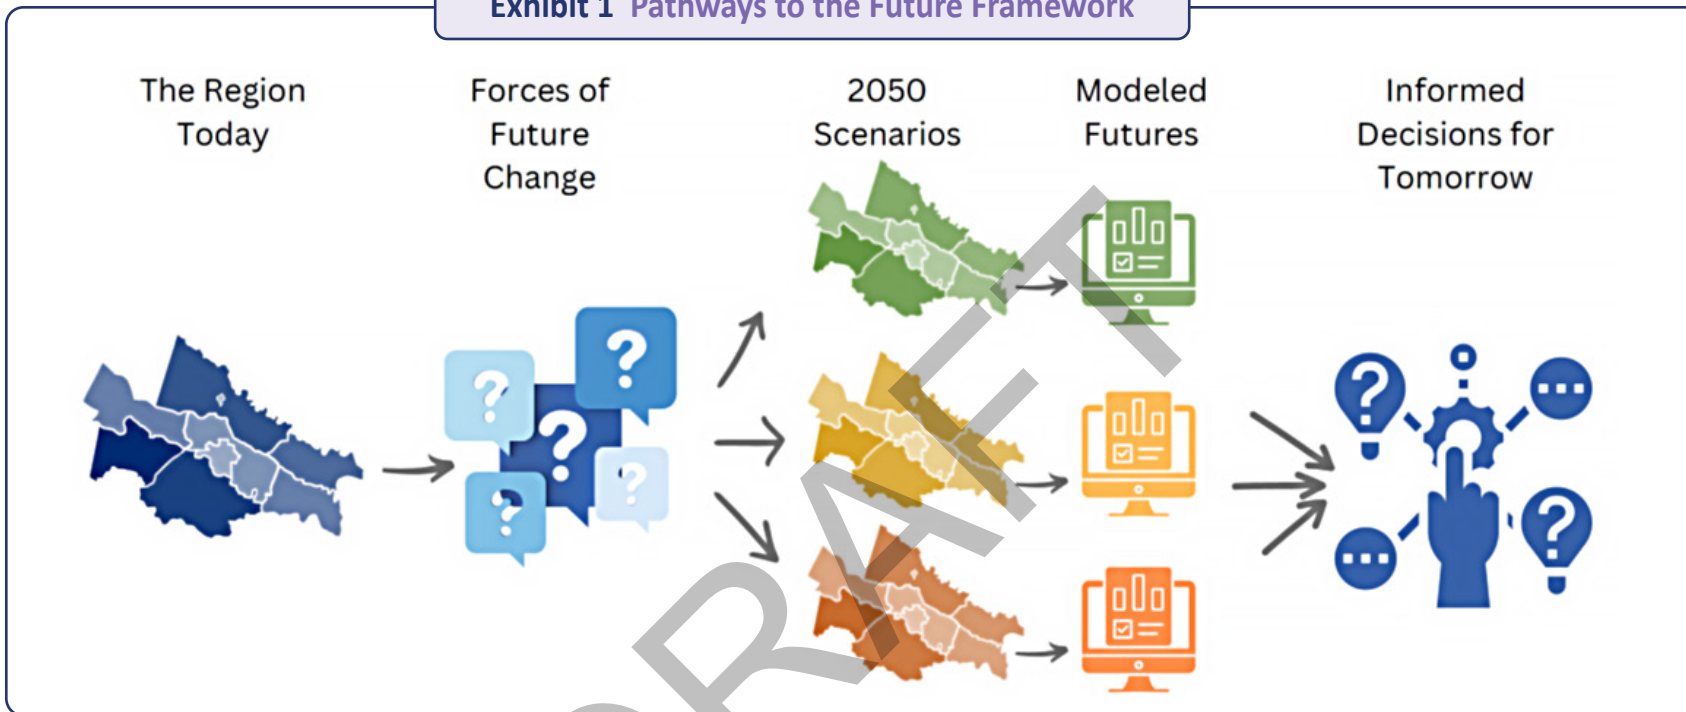 Exhibit 1 Pathways to the Future Framework
The Region
Today
Forces of
Future
Change
2050
Scenarios
Modeled
Futures
Informed
Decisions for
Tomorrow
?
?
?
?
?
?
?
DRAFT